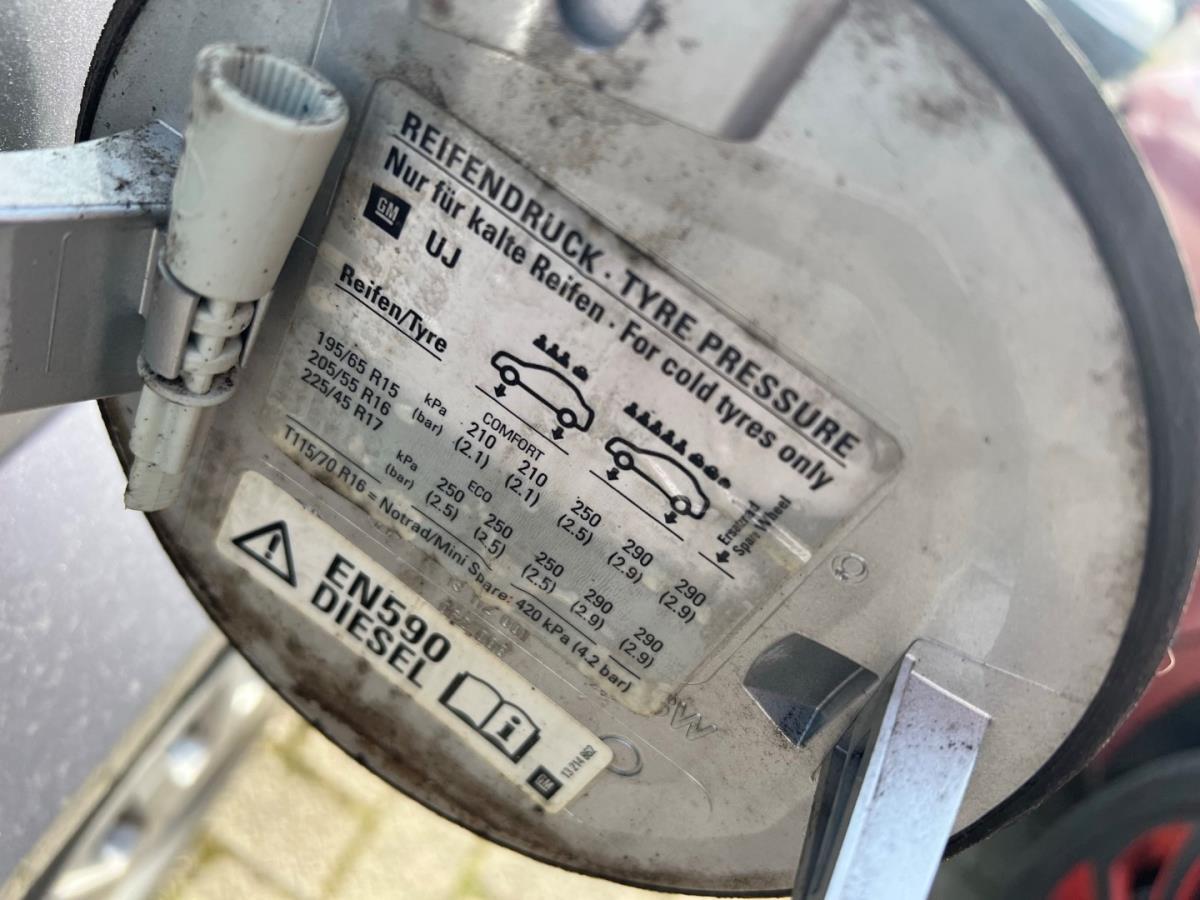 REIFENDRUCK · TYRE PRESSURE
Nur für kalte Reifen · For cold tyres only
GM UJ
Reifen/Tyre
Ersatzrad
Spare Wheel
COMFORT
195/65 R15
205/55 R16
225/45 R17
kPa 210 210 250 290 290
(bar) (2.1) (2.1) (2.5) (2.9) (2.9)
ECO
kPa 250 250 250 290 290
(bar) (2.5) (2.5) (2.5) (2.9) (2.9)
T115/70 R16 = Notrad/Mini Spare: 420 kPa (4.2 bar)
EN590
DIESEL
i
GM
13 214 862